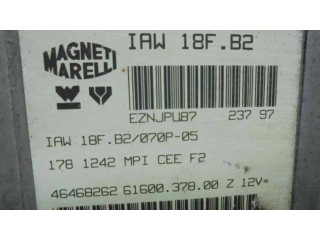 MAGNETI MARELLI
IAW 18F.B2
EZNJPW87 237 97
IAW 18F.B2/070P-05
178 1242 MPI CEE F2
46468262 61600.378.00 Z 12V